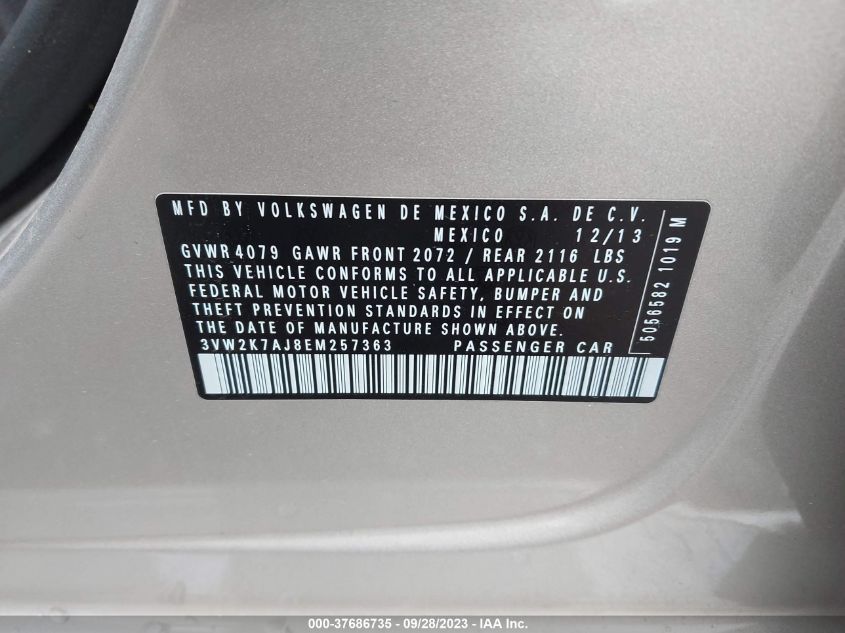 MFD BY VOLKSWAGEN DE MEXICO S.A. DE C.V.
MEXICO 12/13
GVWR 4079 GAWR FRONT 2072 / REAR 2116 LBS
THIS VEHICLE CONFORMS TO ALL APPLICABLE U.S.
FEDERAL MOTOR VEHICLE SAFETY, BUMPER AND
THEFT PREVENTION STANDARDS IN EFFECT ON
THE DATE OF MANUFACTURE SHOWN ABOVE.
3VW2K7AJ8EM257363 PASSENGER CAR
5056582 1019 M
000-37686735 - 09/28/2023 - IAA Inc.